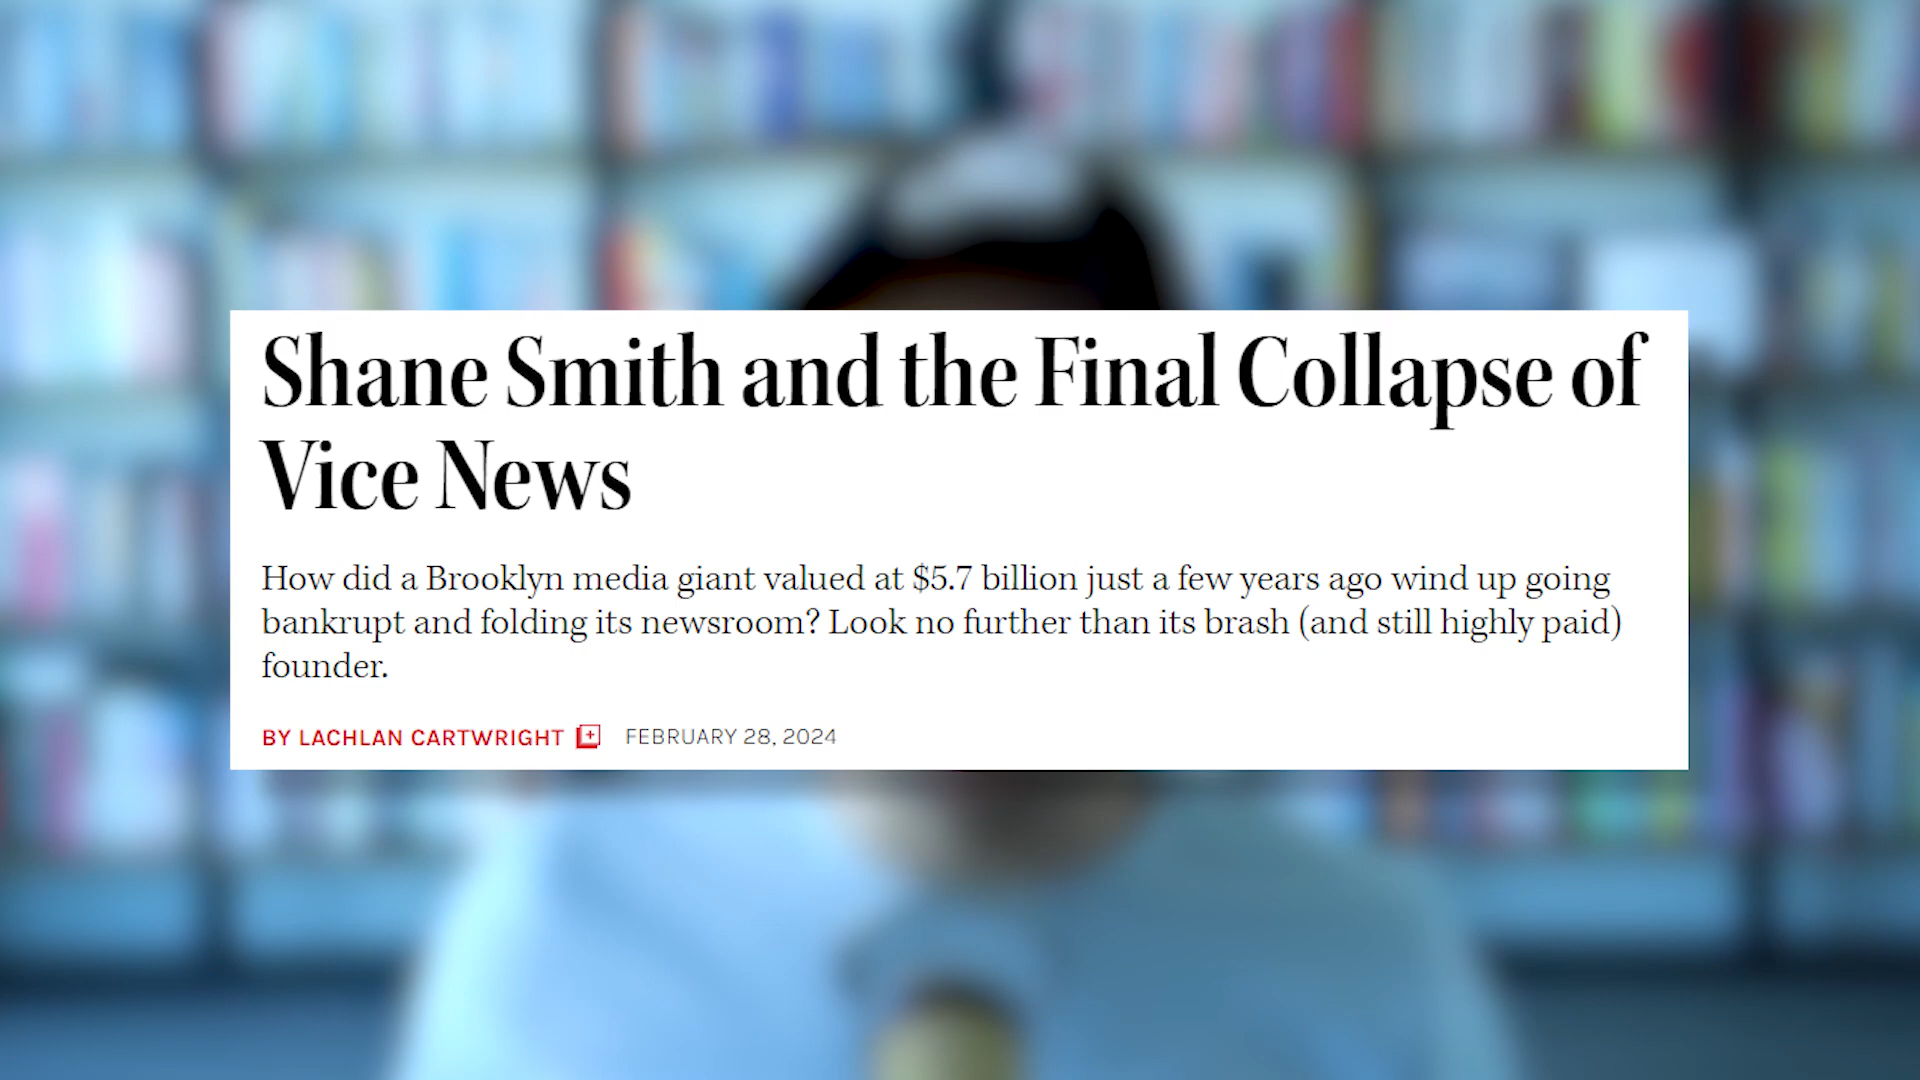 Shane Smith and the Final Collapse of
Vice News
How did a Brooklyn media giant valued at $5.7 billion just a few years ago wind up going
bankrupt and folding its newsroom? Look no further than its brash (and still highly paid)
founder.
BY LACHLAN CARTWRIGHT FEBRUARY 28, 2024